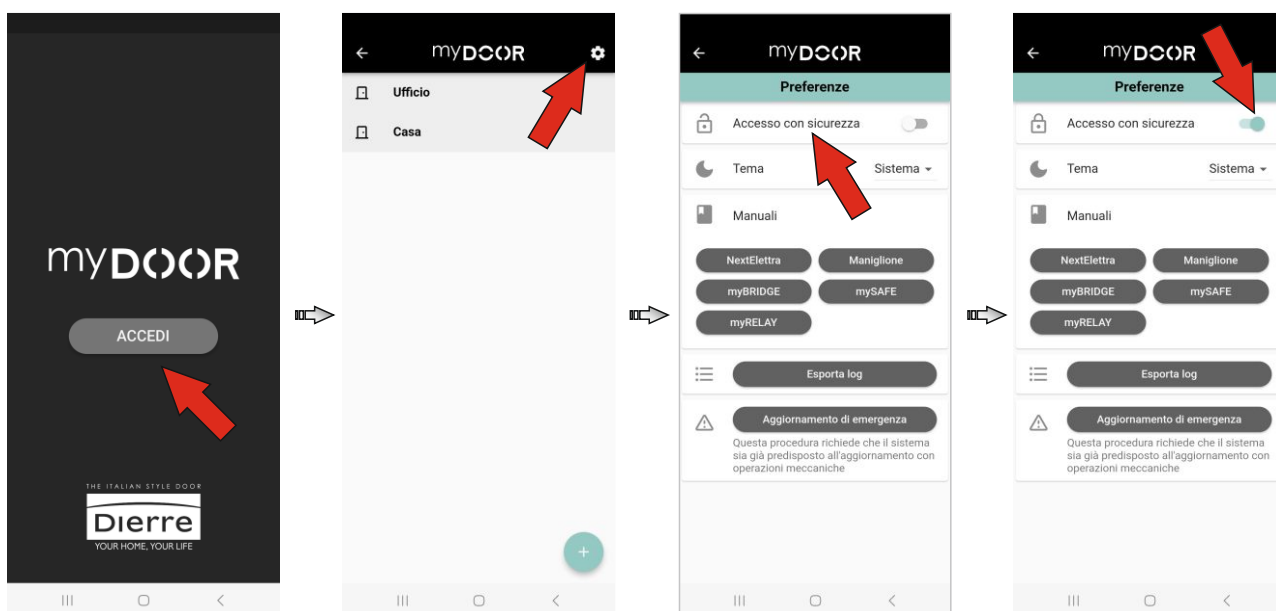 myDOOR
ACCEDI
THE ITALIAN STYLE DOOR
Dierre
YOUR HOME, YOUR LIFE
myDOOR
Ufficio
Casa
+
myDOOR
Preferenze
Accesso con sicurezza
Tema
Sistema
Manuali
NextElettra
Maniglione
myBRIDGE
mySAFE
myRELAY
Esporta log
Aggiornamento di emergenza
Questa procedura richiede che il sistema
sia già predisposto all'aggiornamento con
operazioni meccaniche
myDOOR
Preferenze
Accesso con sicurezza
Tema
Sistema
Manuali
NextElettra
Maniglione
myBRIDGE
mySAFE
myRELAY
Esporta log
Aggiornamento di emergenza
Questa procedura richiede che il sistema
sia già predisposto all'aggiornamento con
operazioni meccaniche